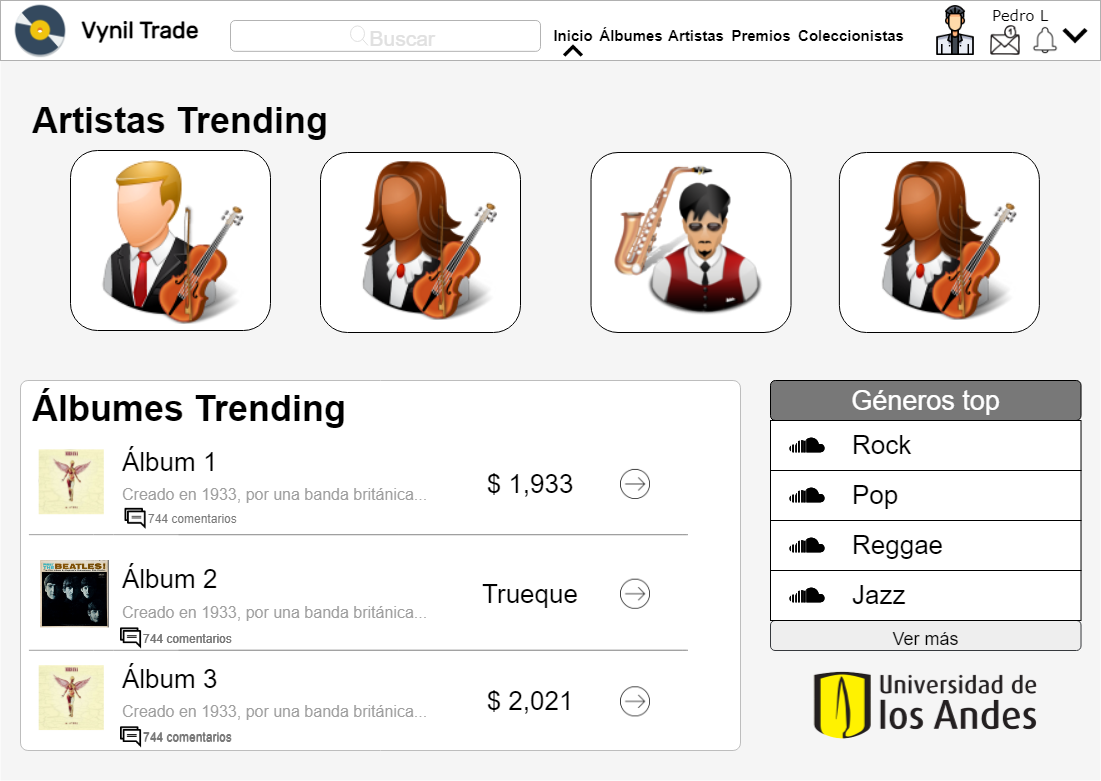 Vynil Trade
Buscar
Inicio Álbumes Artistas Premios Coleccionistas
Pedro L
1
Artistas Trending
Álbumes Trending
Álbum 1
Creado en 1933, por una banda británica...
744 comentarios
$ 1,933
BEATLES!
Álbum 2
Creado en 1933, por una banda británica...
744 comentarios
Trueque
Álbum 3
Creado en 1933, por una banda británica...
744 comentarios
$ 2,021
Géneros top
Rock
Pop
Reggae
Jazz
Ver más
Universidad de
los Andes